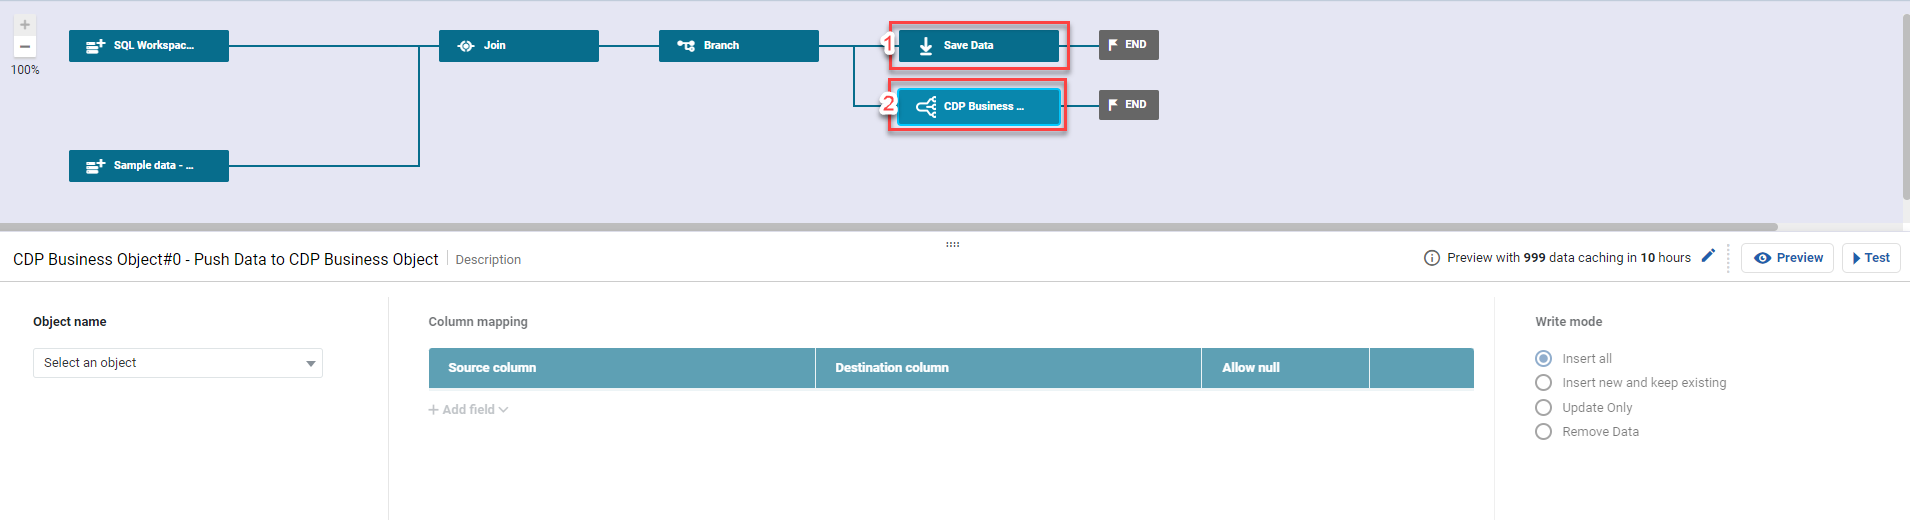 +
−
100%
SQL Workspac...
Sample data - ...
Join
Branch
1
Save Data
END
2
CDP Business ...
END
CDP Business Object#0 - Push Data to CDP Business Object
Description
Preview with 999 data caching in 10 hours
Preview
Test
Object name
Select an object
Column mapping
Source column
Destination column
Allow null
+ Add field
Write mode
Insert all
Insert new and keep existing
Update Only
Remove Data